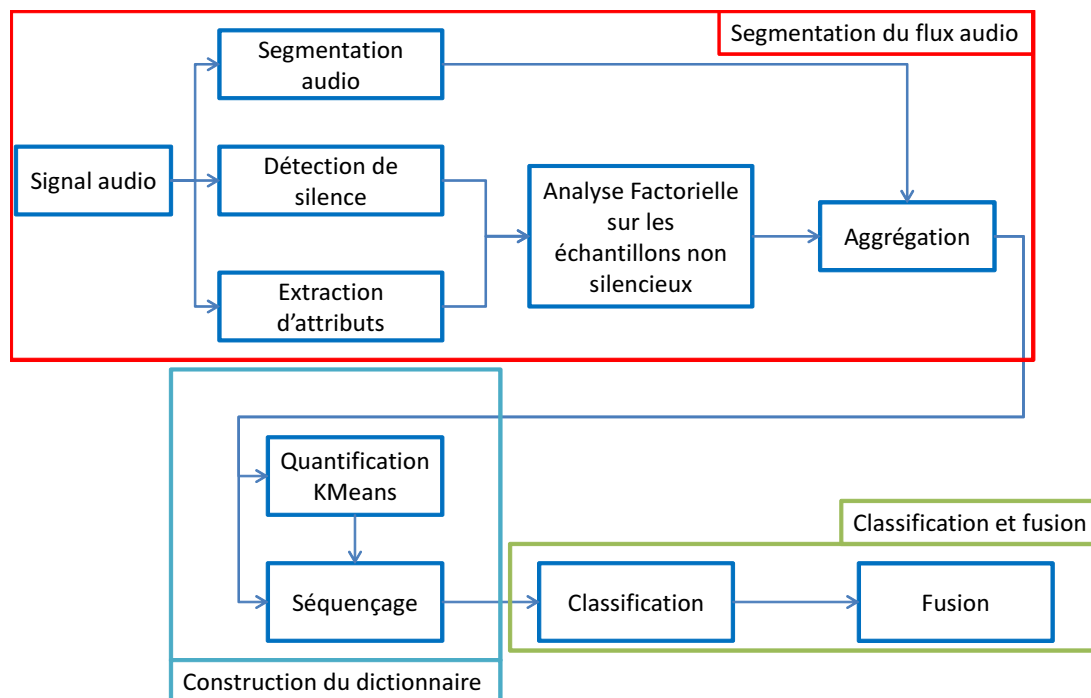 Segmentation du flux audio
Segmentation
audio
Signal audio
Détection de
silence
Extraction
d'attributs
Analyse Factorielle
sur les
échantillons non
silencieux
Aggrégation
Quantification
KMeans
Séquençage
Construction du dictionnaire
Classification et fusion
Classification
Fusion